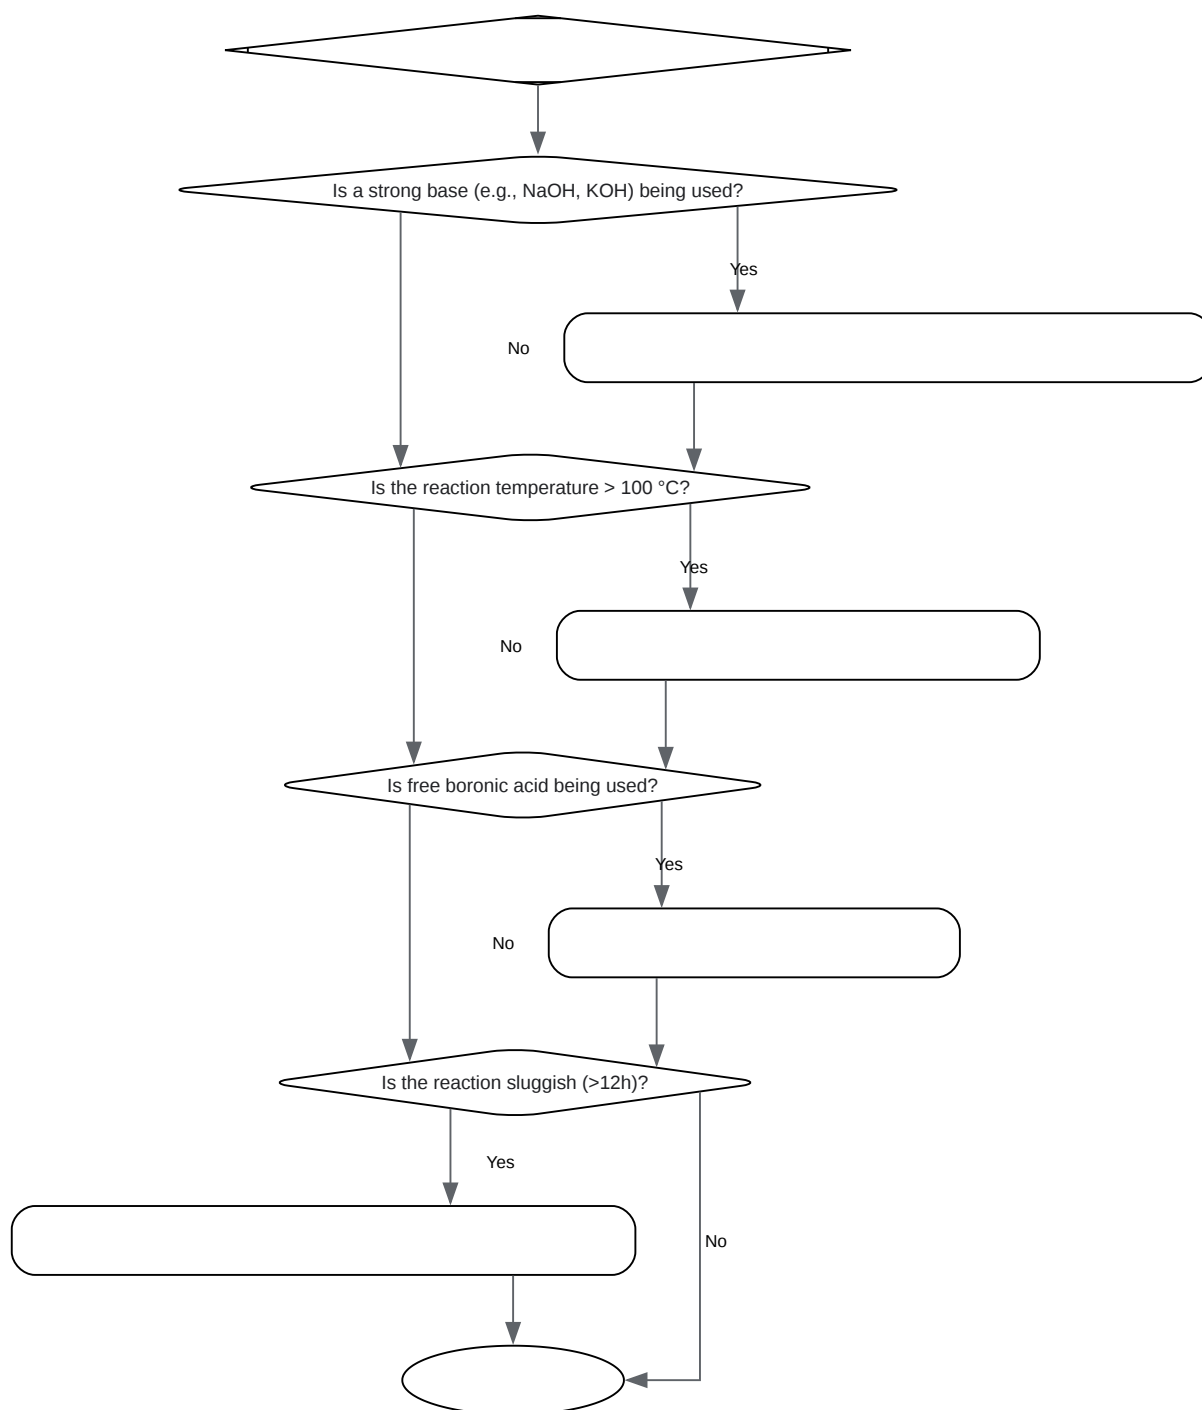 Is a strong base (e.g., NaOH, KOH) being used?
Yes
No
Is the reaction temperature > 100 °C?
Yes
No
Is free boronic acid being used?
Yes
No
Is the reaction sluggish (>12h)?
Yes
No